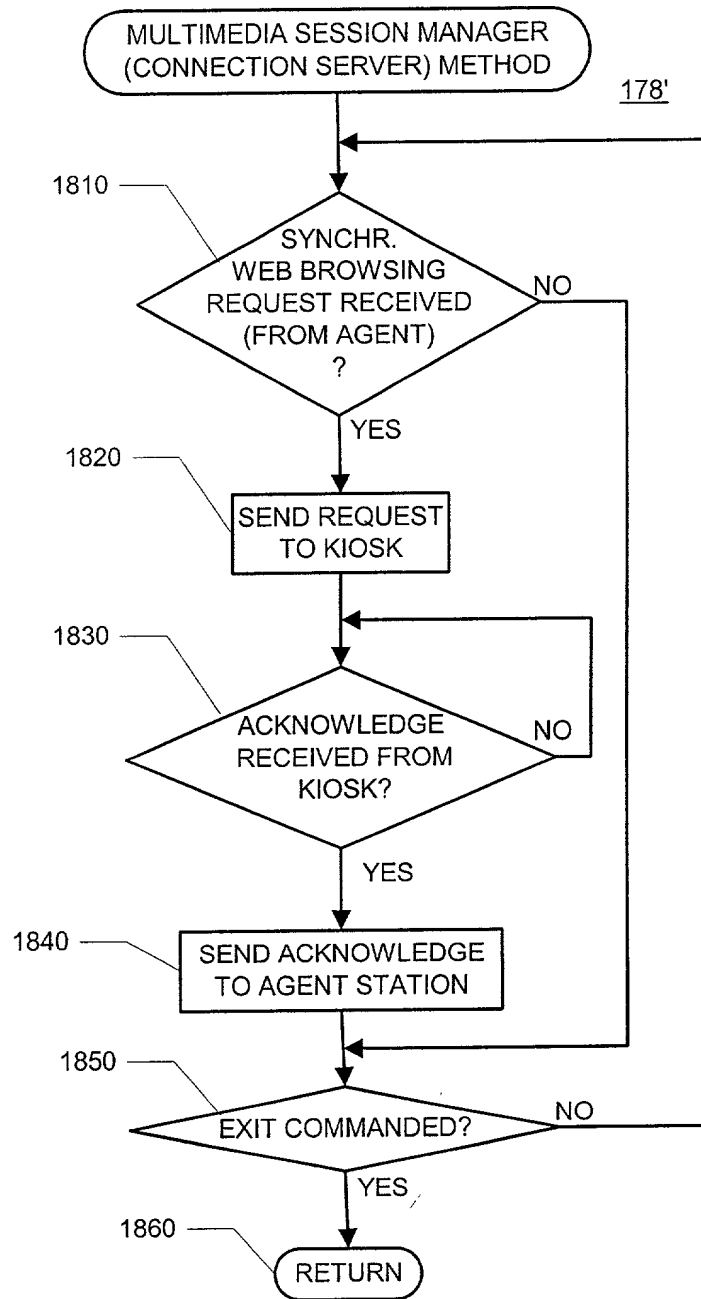 MULTIMEDIA SESSION MANAGER
(CONNECTION SERVER) METHOD
178'
1810
SYNCHR.
WEB BROWSING
REQUEST RECEIVED
(FROM AGENT)
?
NO
YES
1820
SEND REQUEST
TO KIOSK
1830
ACKNOWLEDGE
RECEIVED FROM
KIOSK?
NO
YES
1840
SEND ACKNOWLEDGE
TO AGENT STATION
1850
EXIT COMMANDED?
NO
YES
1860
RETURN